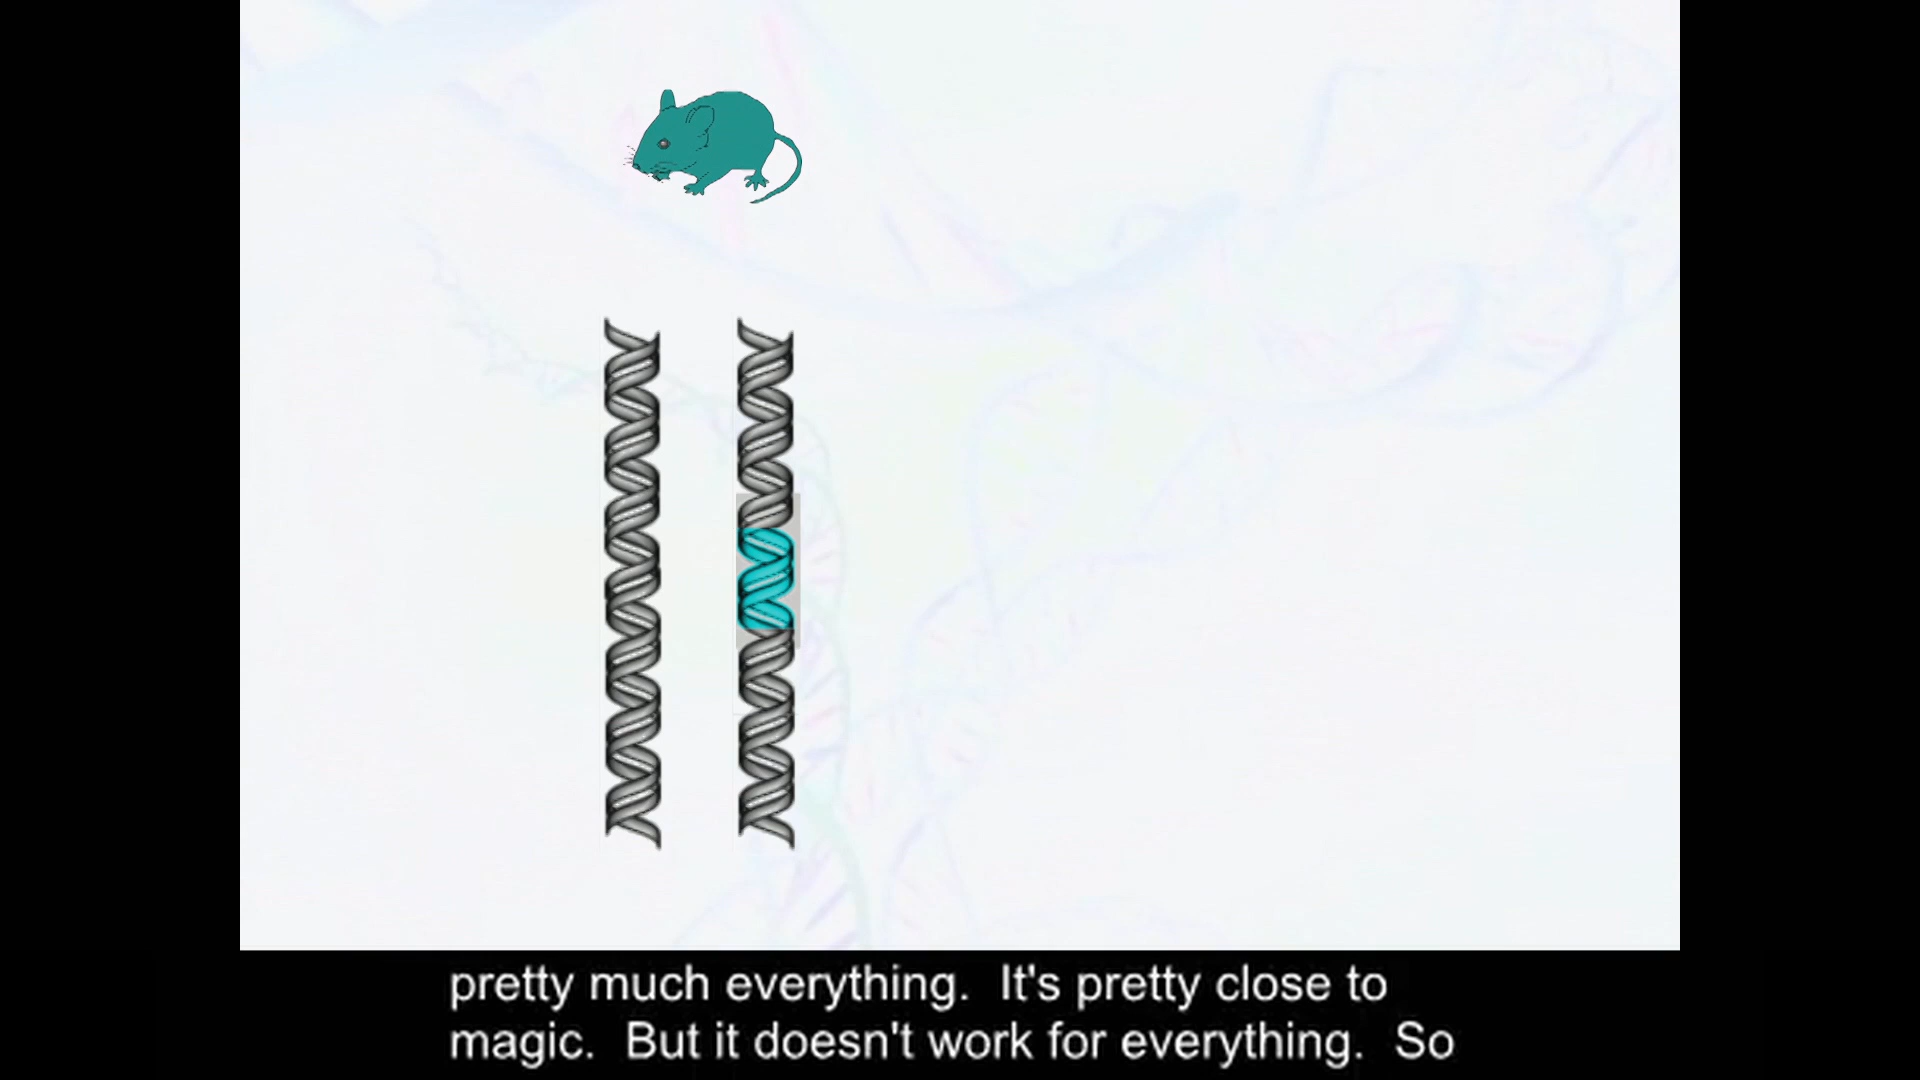 pretty much everything.  It's pretty close to
magic.  But it doesn't work for everything.  So